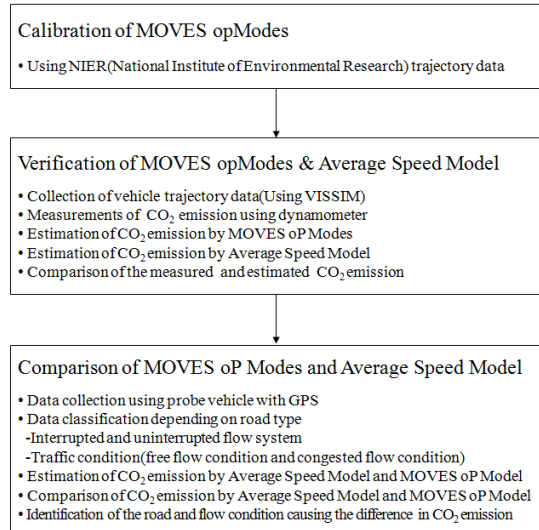 Calibration of MOVES opModes
• Using NIER(National Institute of Environmental Research) trajectory data
Verification of MOVES opModes & Average Speed Model
• Collection of vehicle trajectory data(Using VISSIM)
• Measurements of CO₂ emission using dynamometer
• Estimation of CO₂ emission by MOVES oP Modes
• Estimation of CO₂ emission by Average Speed Model
• Comparison of the measured and estimated CO₂ emission
Comparison of MOVES oP Modes and Average Speed Model
• Data collection using probe vehicle with GPS
• Data classification depending on road type
-Interrupted and uninterrupted flow system
-Traffic condition(free flow condition and congested flow condition)
• Estimation of CO₂ emission by Average Speed Model and MOVES oP Model
• Comparison of CO₂ emission by Average Speed Model and MOVES oP Model
• Identification of the road and flow condition causing the difference in CO₂ emission